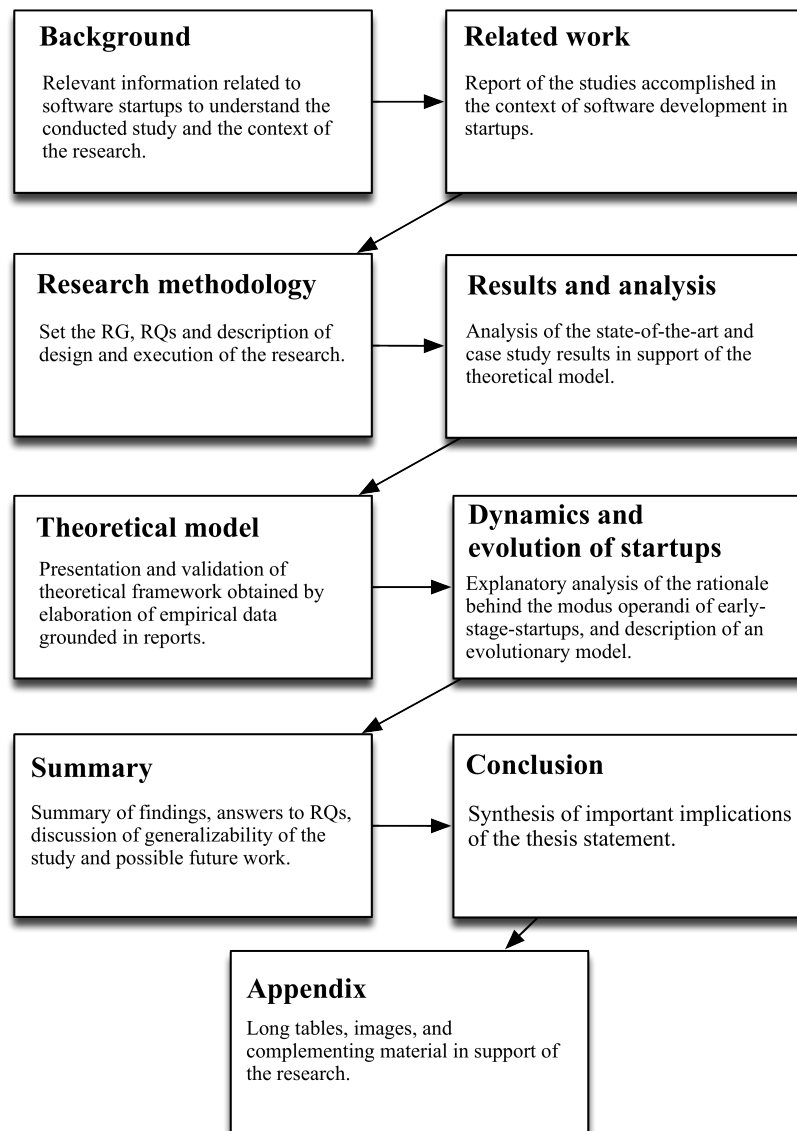 Background
Relevant information related to
software startups to understand the
conducted study and the context of
the research.
Related work
Report of the studies accomplished in
the context of software development in
startups.
Research methodology
Set the RG, RQs and description of
design and execution of the research.
Results and analysis
Analysis of the state-of-the-art and
case study results in support of the
theoretical model.
Theoretical model
Presentation and validation of
theoretical framework obtained by
elaboration of empirical data
grounded in reports.
Dynamics and
evolution of startups
Explanatory analysis of the rationale
behind the modus operandi of early-
stage-startups, and description of an
evolutionary model.
Summary
Summary of findings, answers to RQs,
discussion of generalizability of the
study and possible future work.
Conclusion
Synthesis of important implications
of the thesis statement.
Appendix
Long tables, images, and
complementing material in support of
the research.